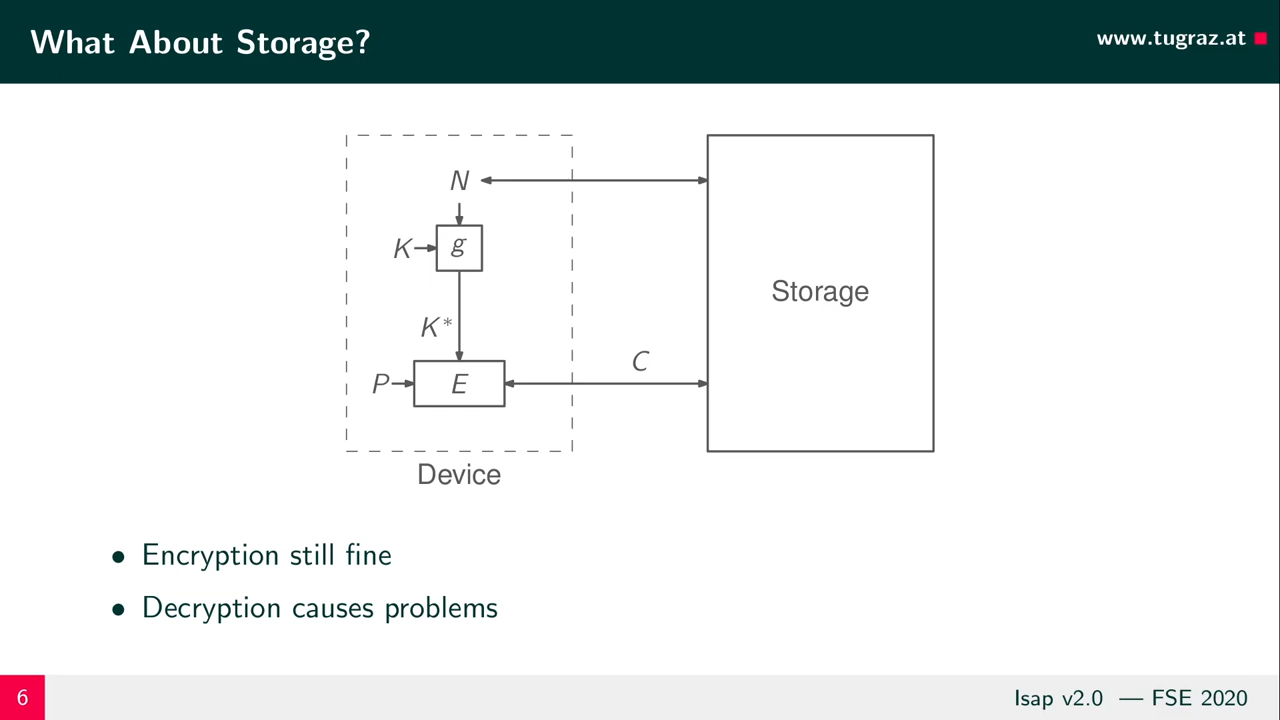 What About Storage?
www.tugraz.at
N
K
g
K*
P
E
C
Storage
Device
• Encryption still fine
• Decryption causes problems
6
Isap v2.0 — FSE 2020